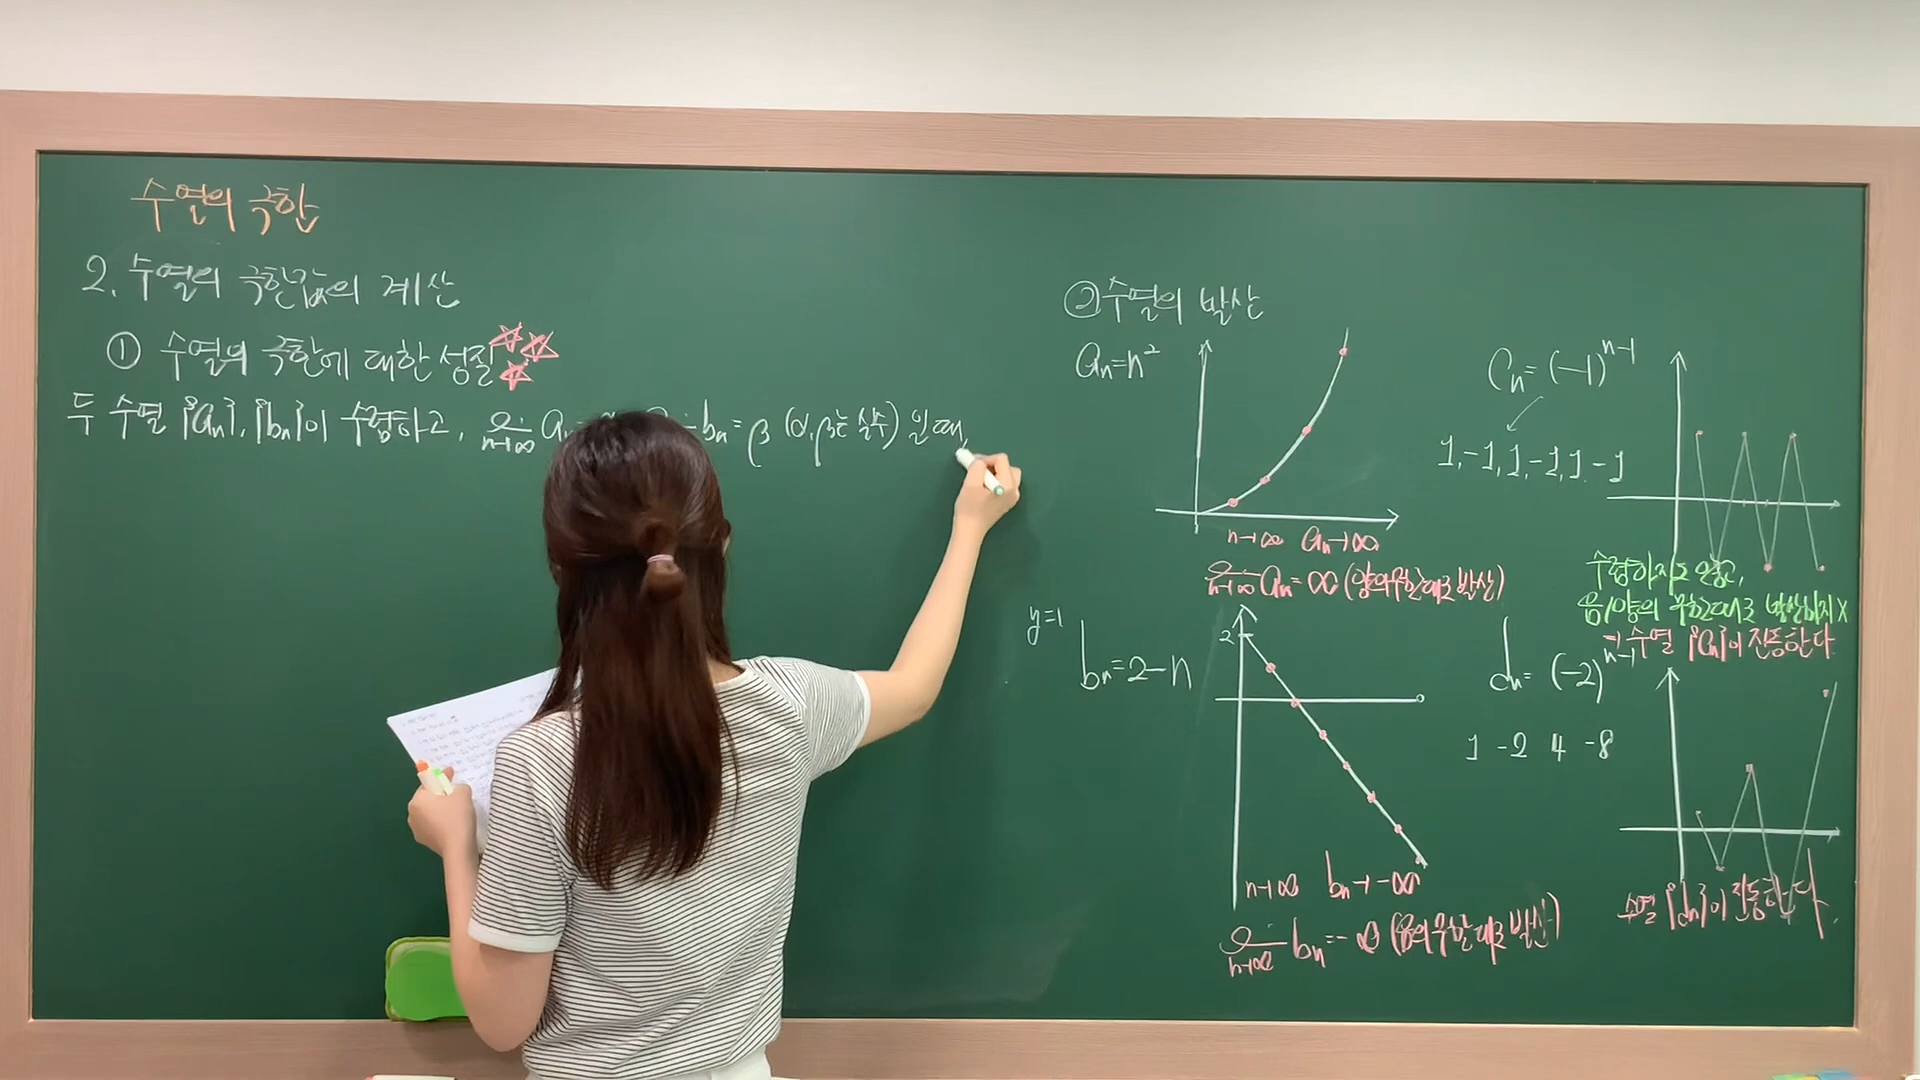 수열의 극한
2. 수열의 극한값의 계산
① 수열의 극한에 대한 성질
두 수열 {an}, {bn}이 수렴하고, lim n→∞ an = bn = β (α, β는 실수) 일 때,
② 수열의 발산
an = n²
n→∞ an→∞
lim n→∞ an = ∞ (양의 무한대로 발산)
y=1
bn = 2-n
2
n→∞ bn→-∞
lim n→∞ bn = -∞ (음의 무한대로 발산)
Cn = (-1)ⁿ⁻¹
1, -1, 1, -1, 1, -1
수렴하지도 않고,
음/양의 무한대로 발산하지 X
→ 수열 {an}이 진동한다
dn = (-2)ⁿ⁻¹
1 -2 4 -8
수열 {dn}이 진동한다.